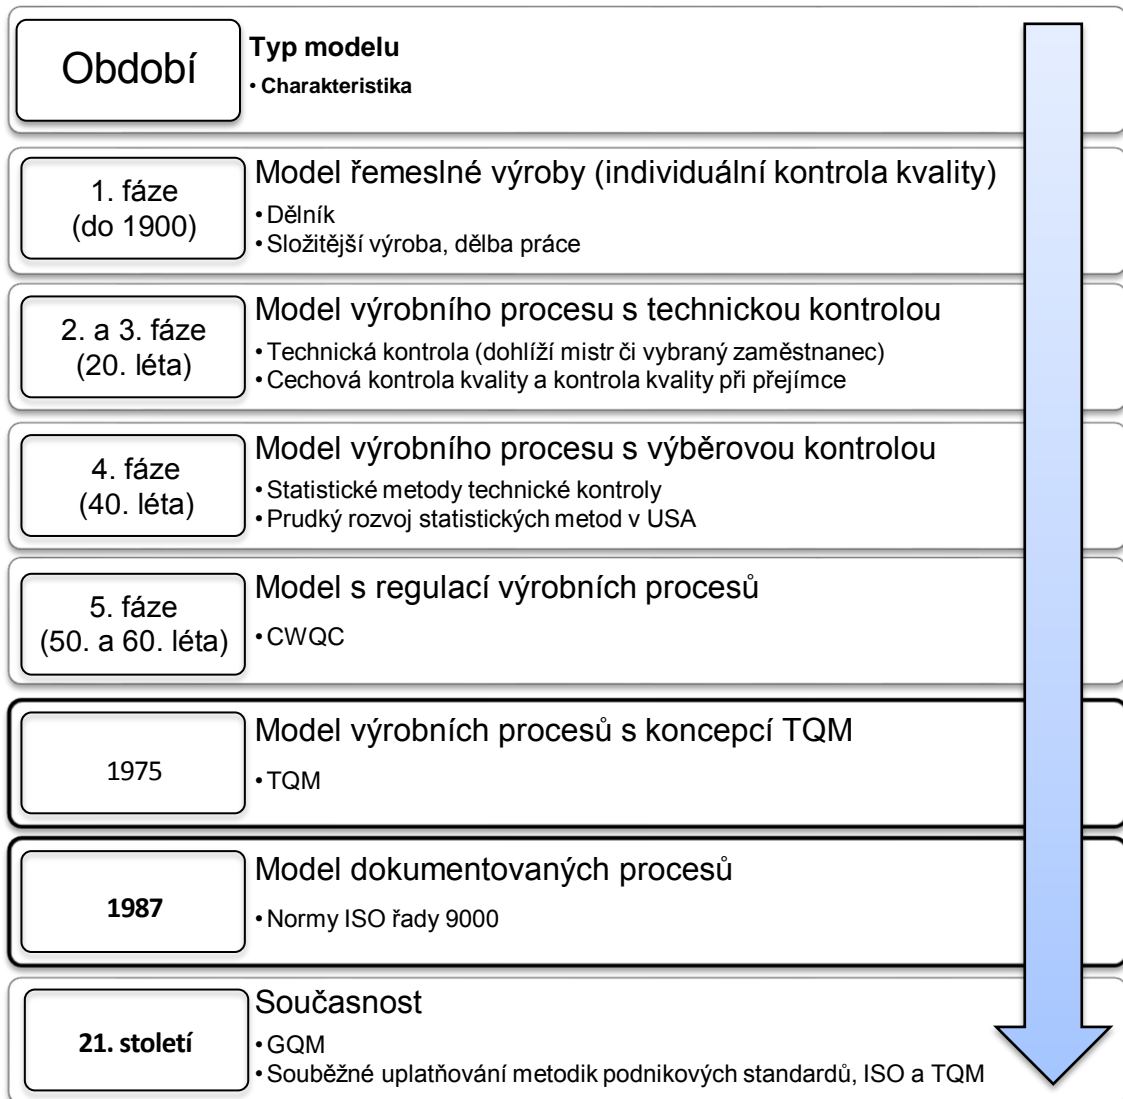 Období
Typ modelu
• Charakteristika
1. fáze
(do 1900)
Model řemeslné výroby (individuální kontrola kvality)
• Dělník
• Složitější výroba, dělba práce
2. a 3. fáze
(20. léta)
Model výrobního procesu s technickou kontrolou
• Technická kontrola (dohlíží mistr či vybraný zaměstnanec)
• Cechová kontrola kvality a kontrola kvality při přejímce
4. fáze
(40. léta)
Model výrobního procesu s výběrovou kontrolou
• Statistické metody technické kontroly
• Prudký rozvoj statistických metod v USA
5. fáze
(50. a 60. léta)
Model s regulací výrobních procesů
• CWQC
1975
Model výrobních procesů s koncepcí TQM
• TQM
1987
Model dokumentovaných procesů
• Normy ISO řady 9000
21. století
Současnost
• GQM
• Souběžné uplatňování metodik podnikových standardů, ISO a TQM